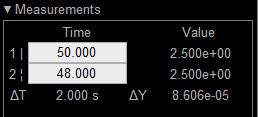 ▼ Measurements
Time Value
1 | 50.000 2.500e+00
2 ¦ 48.000 2.500e+00
ΔT 2.000 s ΔY 8.606e-05